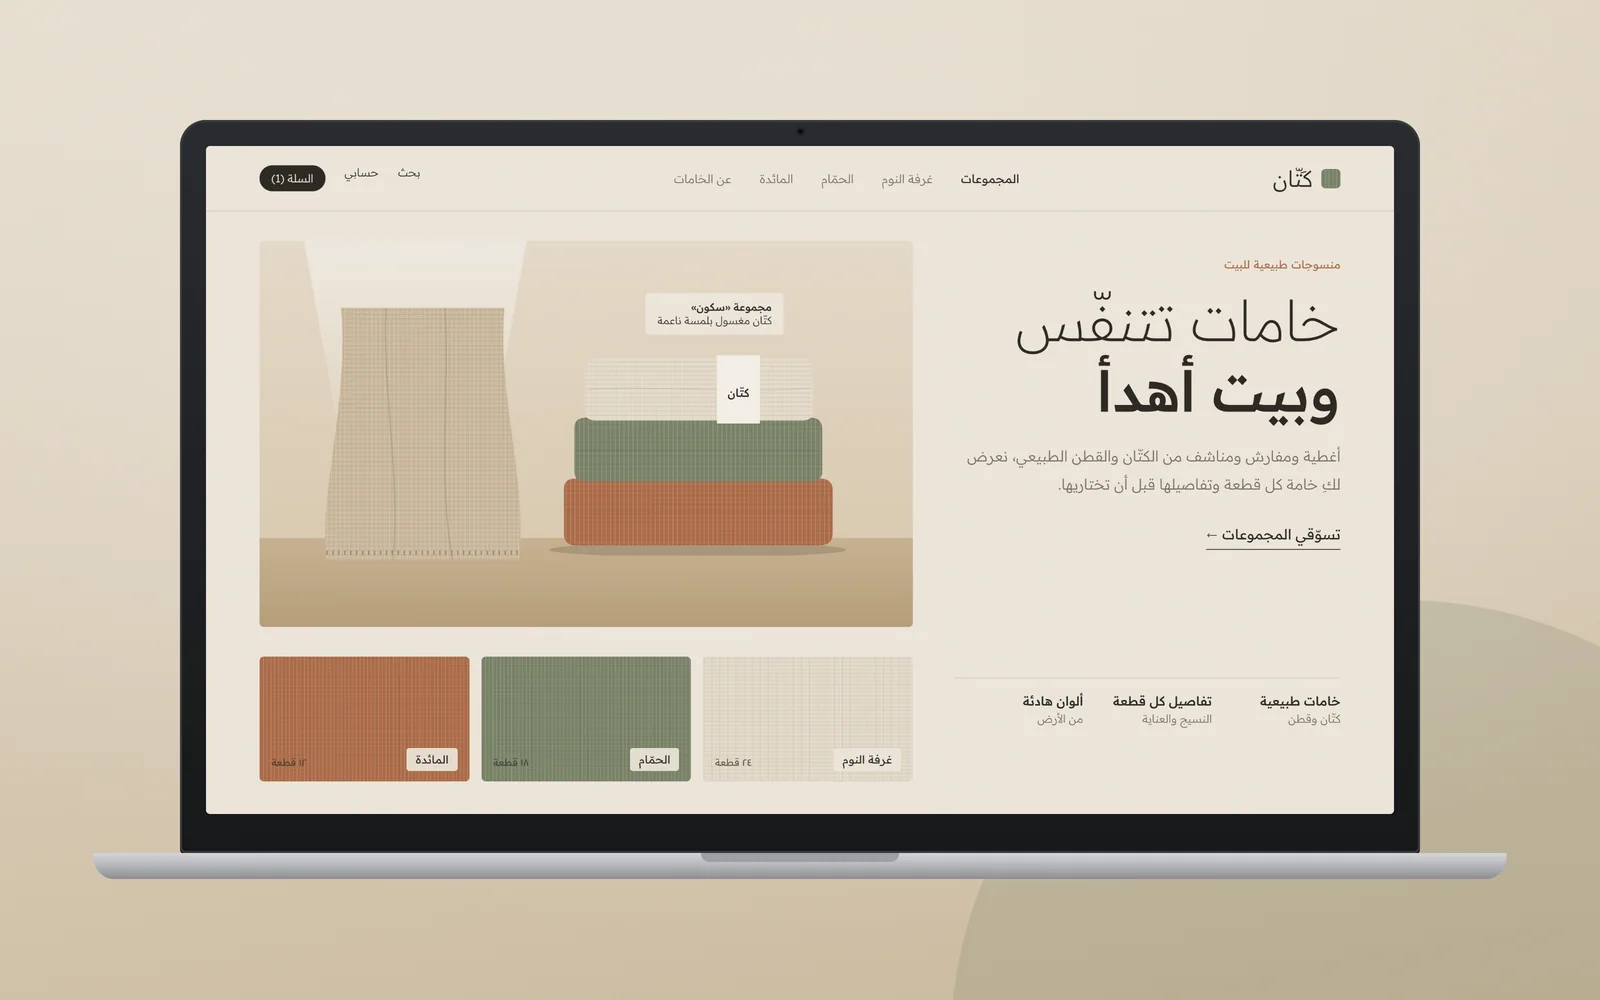 كتّان
المجموعات
غرفة النوم
الحمّام
المائدة
عن الخامات
بحث
حسابي
السلة (1)
منسوجات طبيعية للبيت
خامات تتنفّس
وبيت أهدأ
أغطية ومفارش ومناشف من الكتّان والقطن الطبيعي، نعرض
لكِ خامة كل قطعة وتفاصيلها قبل أن تختاريها.
تسوّقي المجموعات ←
خامات طبيعية
كتّان وقطن
تفاصيل كل قطعة
النسيج والعناية
ألوان هادئة
من الأرض
مجموعة «سكون»
كتّان مغسول بلمسة ناعمة
كتّان
غرفة النوم
٢٤ قطعة
الحمّام
١٨ قطعة
المائدة
١٢ قطعة